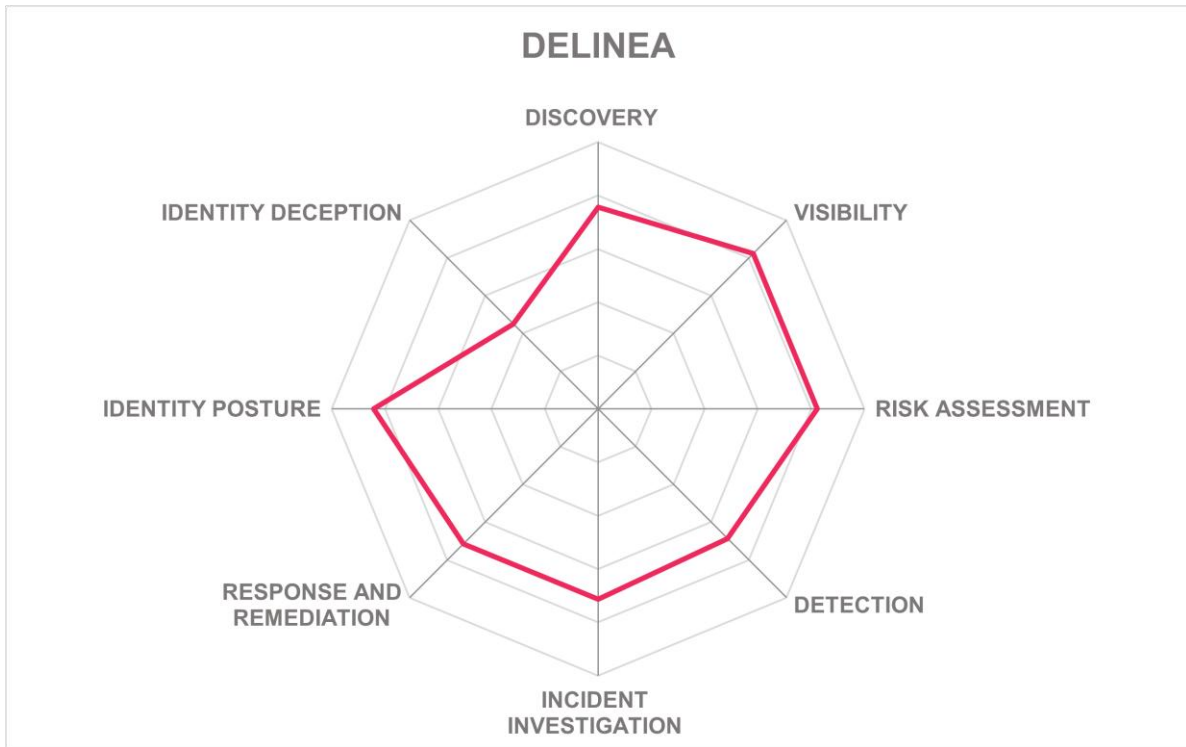 DELINEA
DISCOVERY
IDENTITY DECEPTION
VISIBILITY
IDENTITY POSTURE
RISK ASSESSMENT
RESPONSE AND
REMEDIATION
DETECTION
INCIDENT
INVESTIGATION